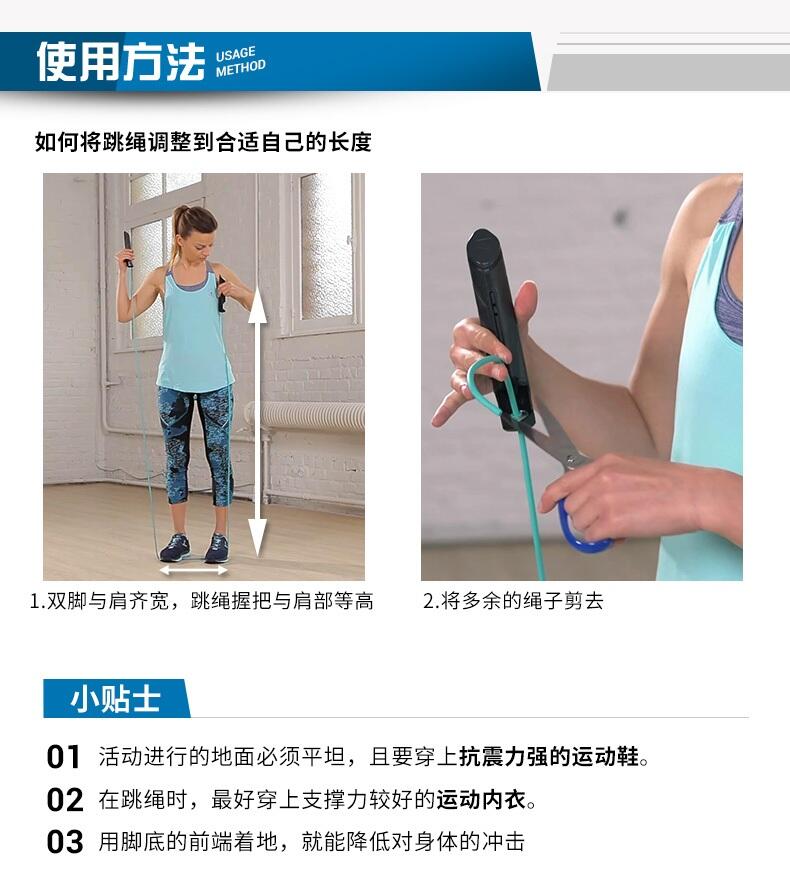 使用方法
USAGE
METHOD
如何将跳绳调整到合适自己的长度
1.双脚与肩齐宽，跳绳握把与肩部等高
2.将多余的绳子剪去
小贴士
01 活动进行的地面必须平坦，且要穿上抗震力强的运动鞋。
02 在跳绳时，最好穿上支撑力较好的运动内衣。
03 用脚底的前端着地，就能降低对身体的冲击